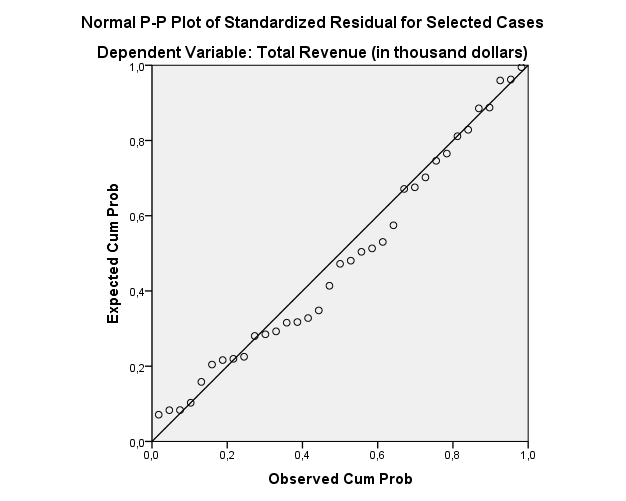 Normal P-P Plot of Standardized Residual for Selected Cases
Dependent Variable: Total Revenue (in thousand dollars)
1,0
0,8
0,6
0,4
0,2
0,0
Expected Cum Prob
0,0 0,2 0,4 0,6 0,8 1,0
Observed Cum Prob